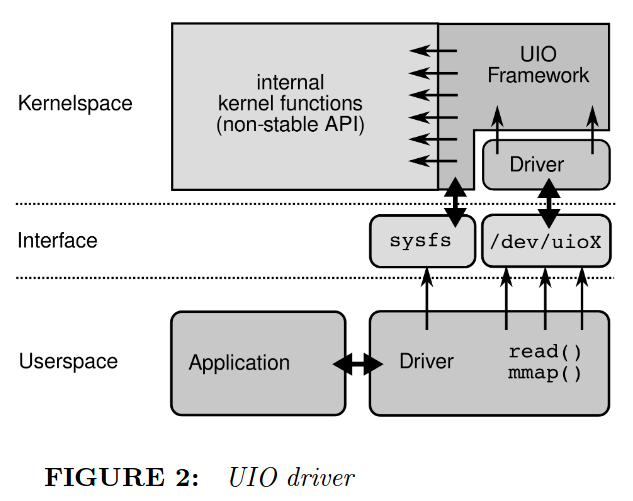 Kernelspace
internal
kernel functions
(non-stable API)
UIO
Framework
Driver
Interface
sysfs
/dev/uioX
Userspace
Application
Driver
read()
mmap()
FIGURE 2: UIO driver